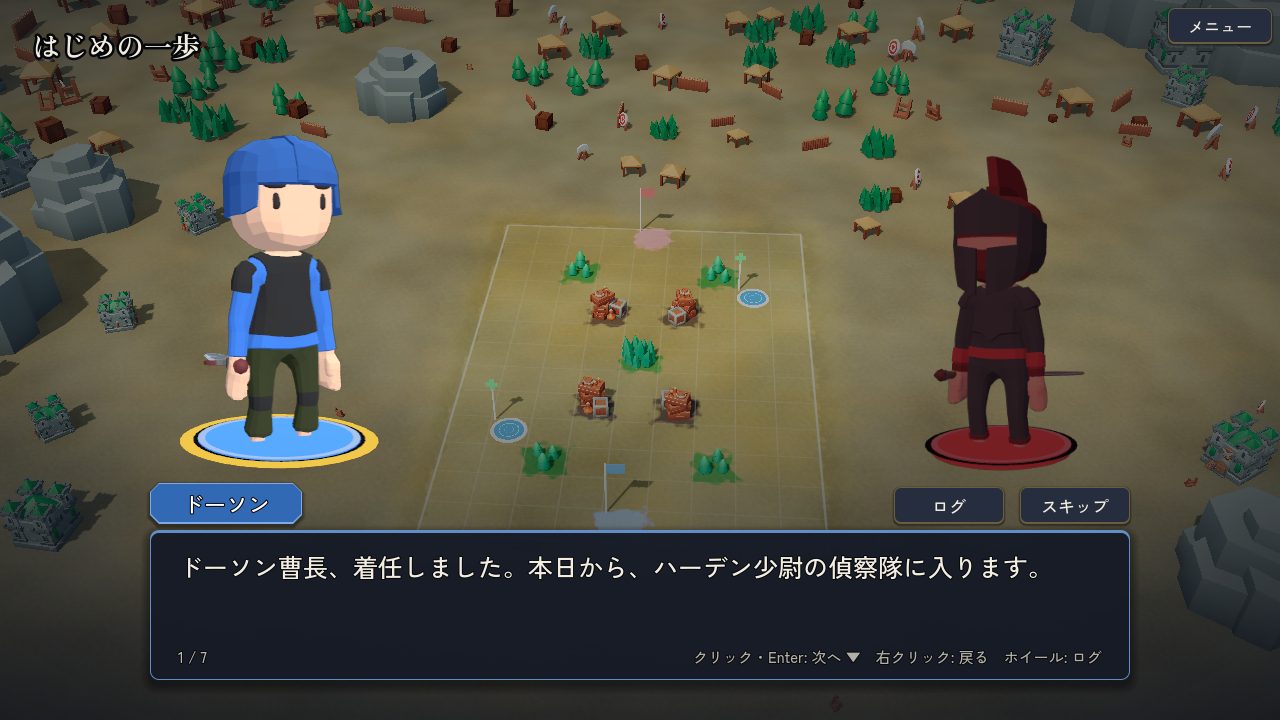 はじめの一歩
メニュー
ドーソン
ログ
スキップ
ドーソン曹長、着任しました。本日から、ハーデン少尉の偵察隊に入ります。
1 / 7
クリック・Enter: 次へ ▼ 右クリック: 戻る ホイール: ログ